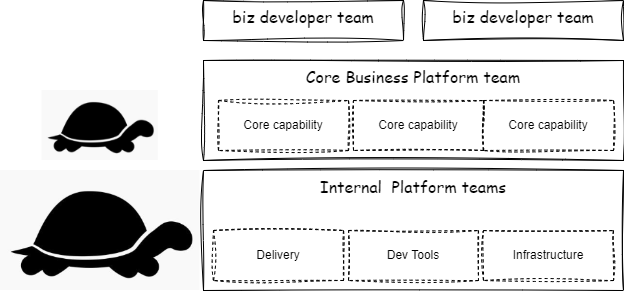 biz developer team
biz developer team
Core Business Platform team
Core capability
Core capability
Core capability
Internal Platform teams
Delivery
Dev Tools
Infrastructure